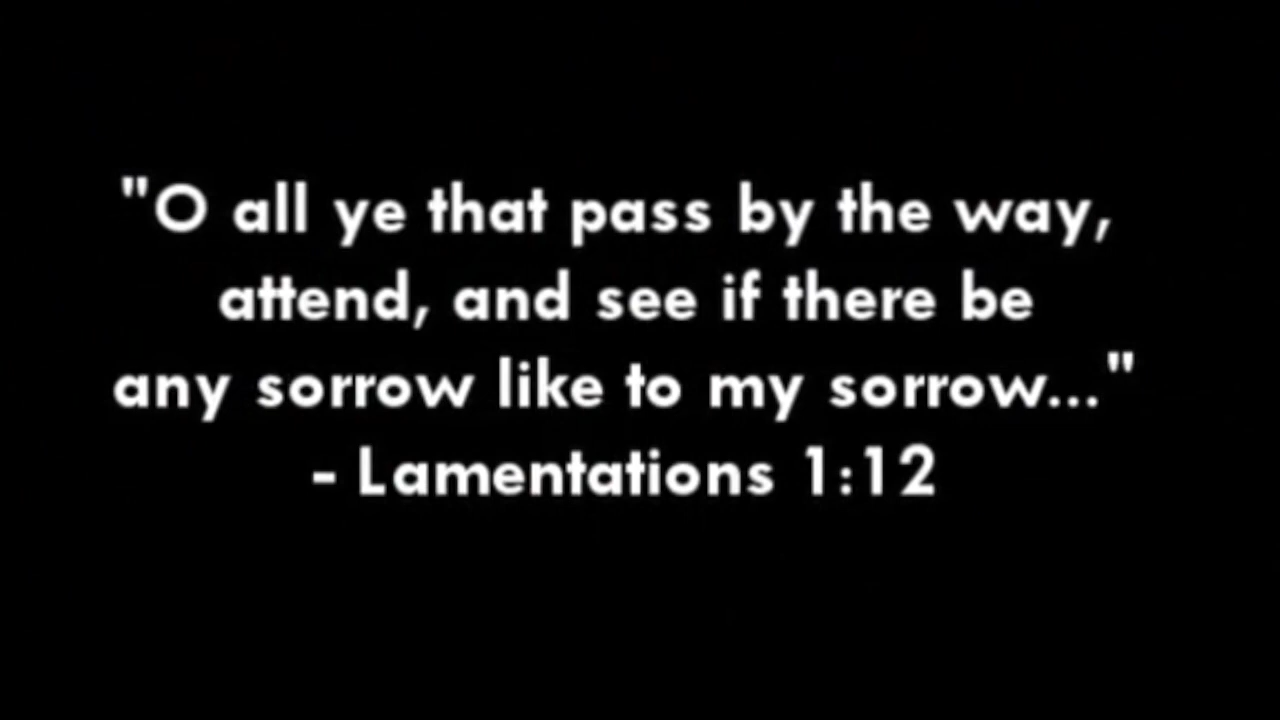 "O all ye that pass by the way,
attend, and see if there be
any sorrow like to my sorrow..."
- Lamentations 1:12